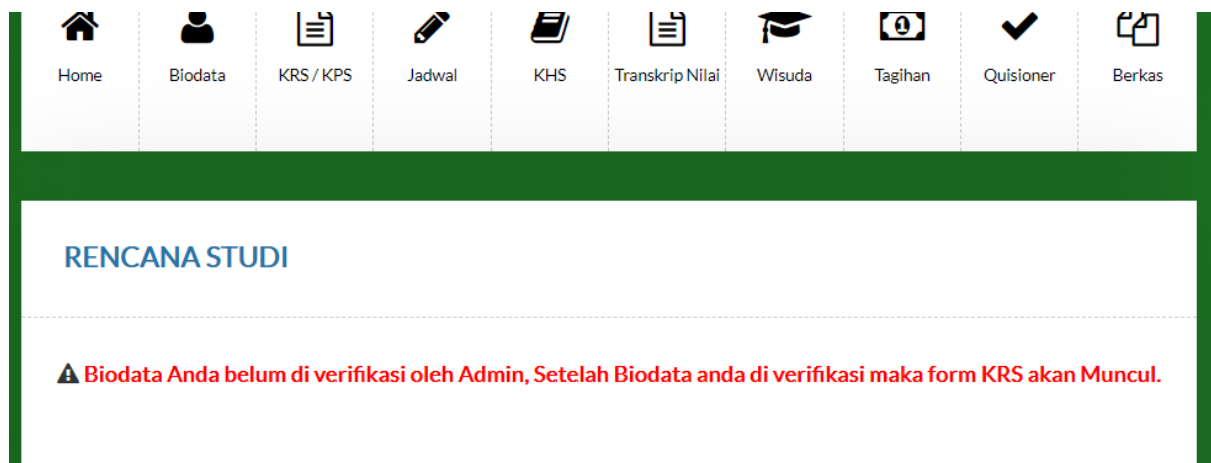 Home Biodata KRS / KPS Jadwal KHS Transkrip Nilai Wisuda Tagihan Quisioner Berkas
RENCANA STUDI
Biodata Anda belum di verifikasi oleh Admin, Setelah Biodata anda di verifikasi maka form KRS akan Muncul.